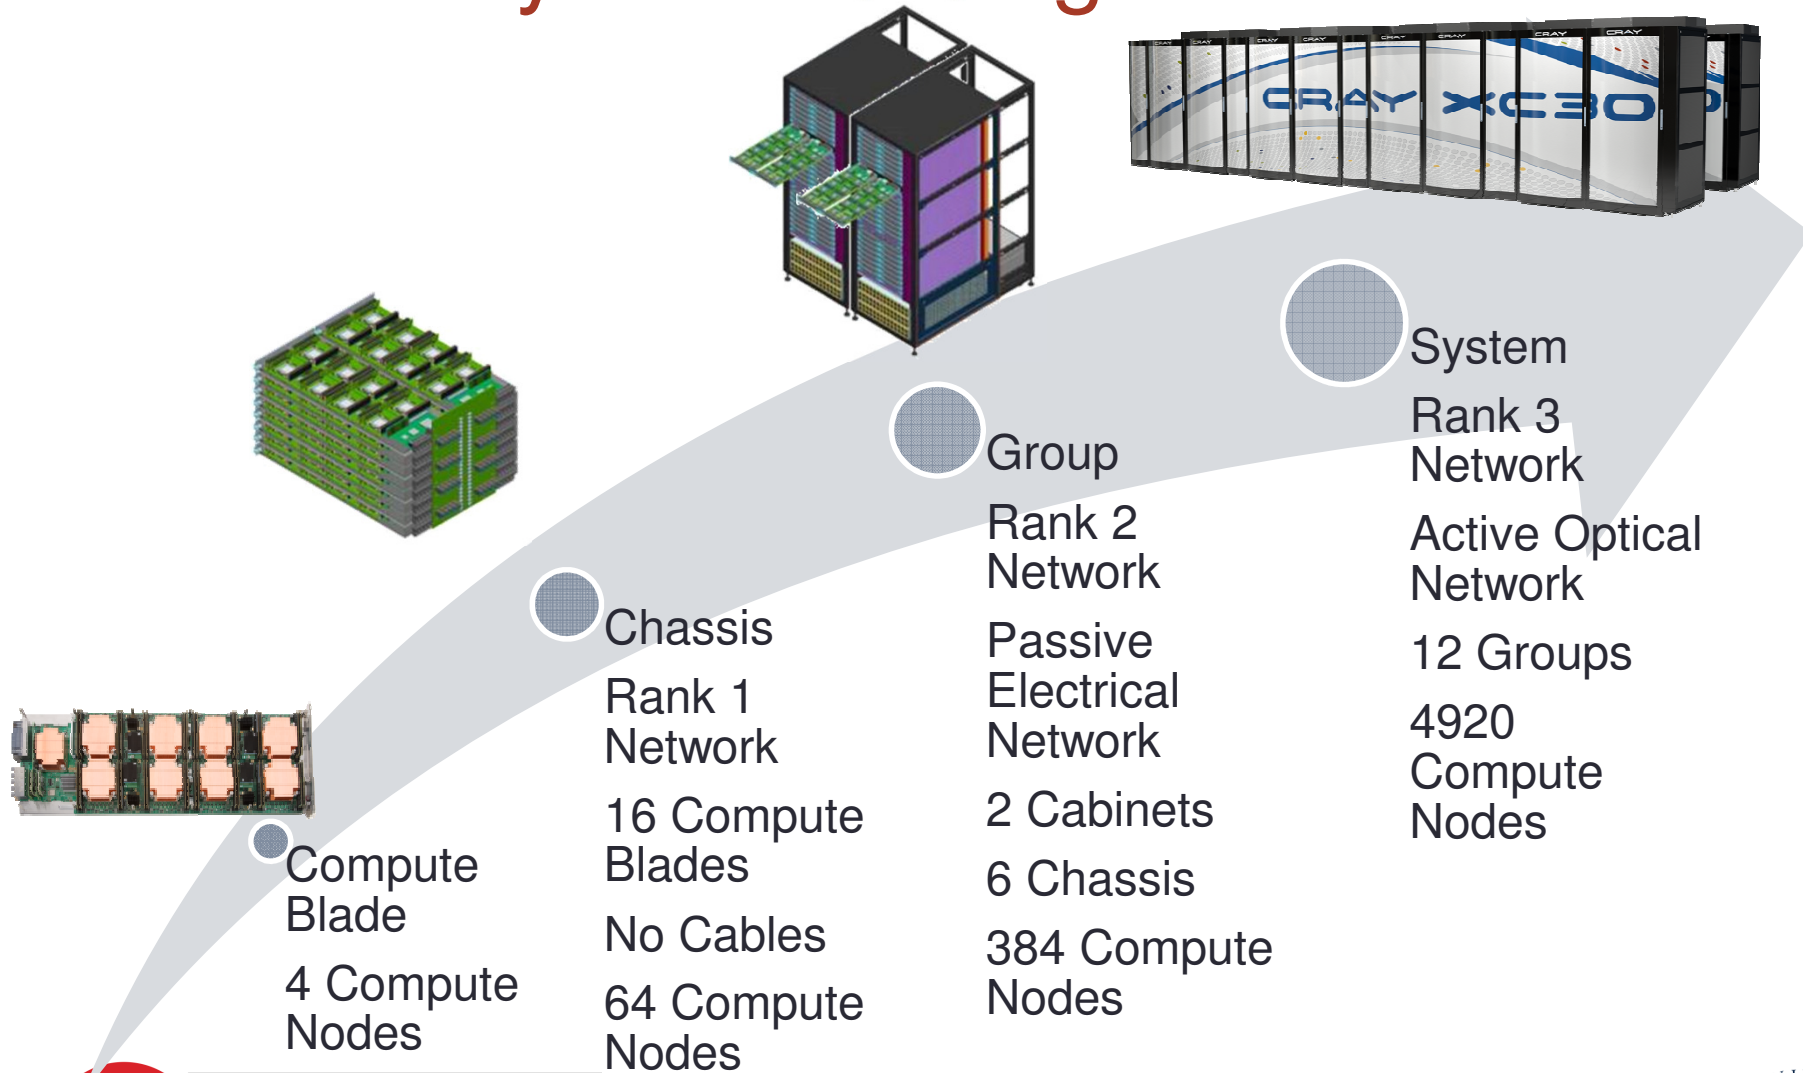 CRAY XC30
Compute
Blade
4 Compute
Nodes
Chassis
Rank 1
Network
16 Compute
Blades
No Cables
64 Compute
Nodes
Group
Rank 2
Network
Passive
Electrical
Network
2 Cabinets
6 Chassis
384 Compute
Nodes
System
Rank 3
Network
Active Optical
Network
12 Groups
4920
Compute
Nodes